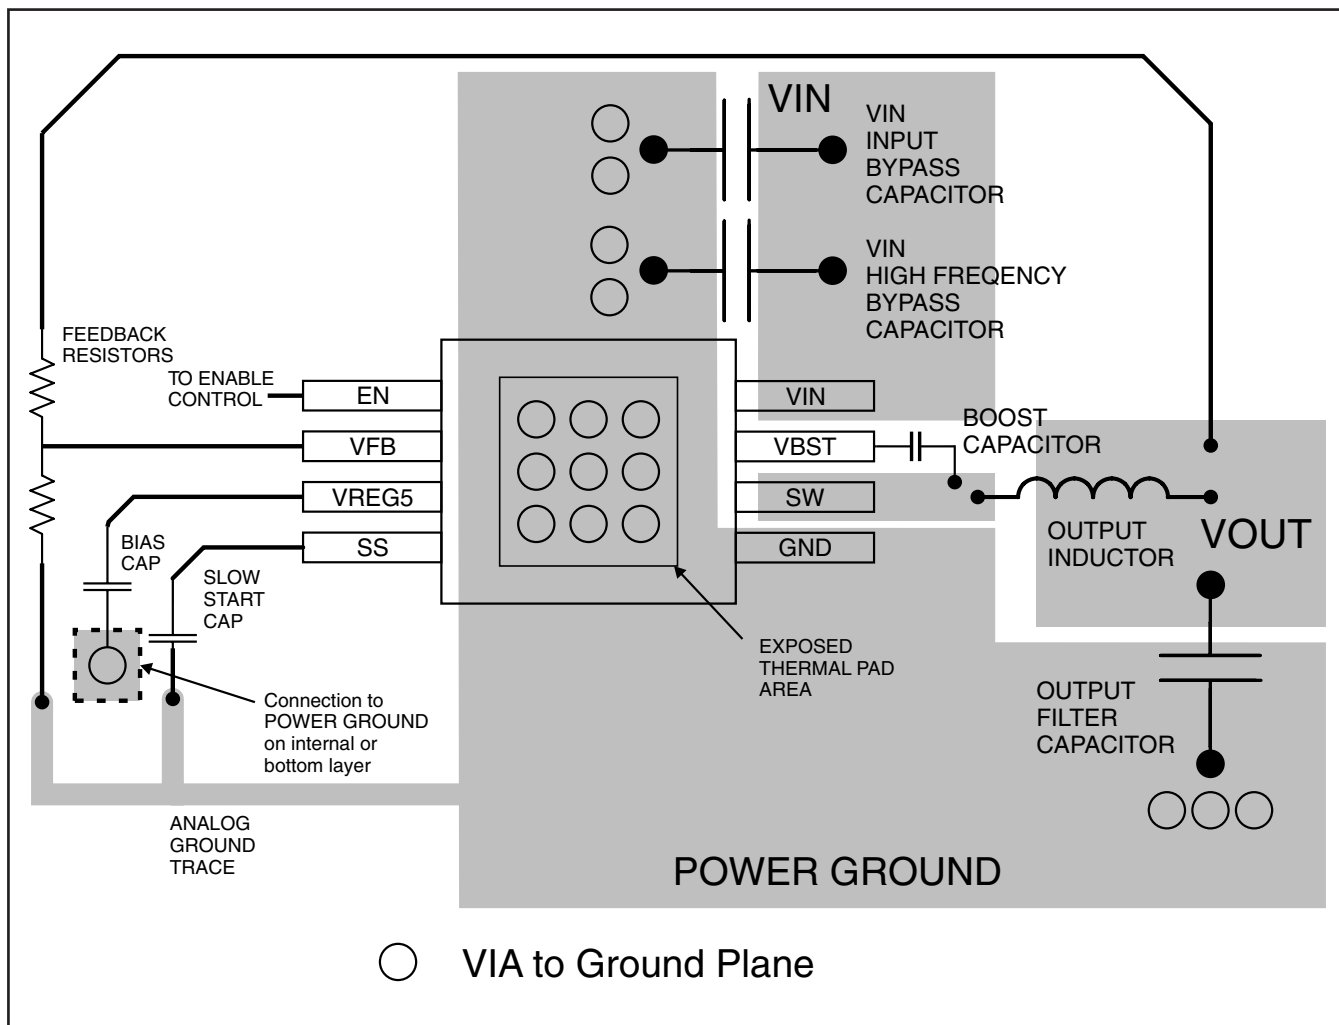 VIN
VIN
INPUT
BYPASS
CAPACITOR
VIN
HIGH FREQENCY
BYPASS
CAPACITOR
FEEDBACK
RESISTORS
TO ENABLE
CONTROL
EN
VFB
VREG5
SS
VIN
VBST
SW
GND
BOOST
CAPACITOR
OUTPUT
INDUCTOR
VOUT
BIAS
CAP
SLOW
START
CAP
EXPOSED
THERMAL PAD
AREA
Connection to
POWER GROUND
on internal or
bottom layer
OUTPUT
FILTER
CAPACITOR
ANALOG
GROUND
TRACE
POWER GROUND
VIA to Ground Plane